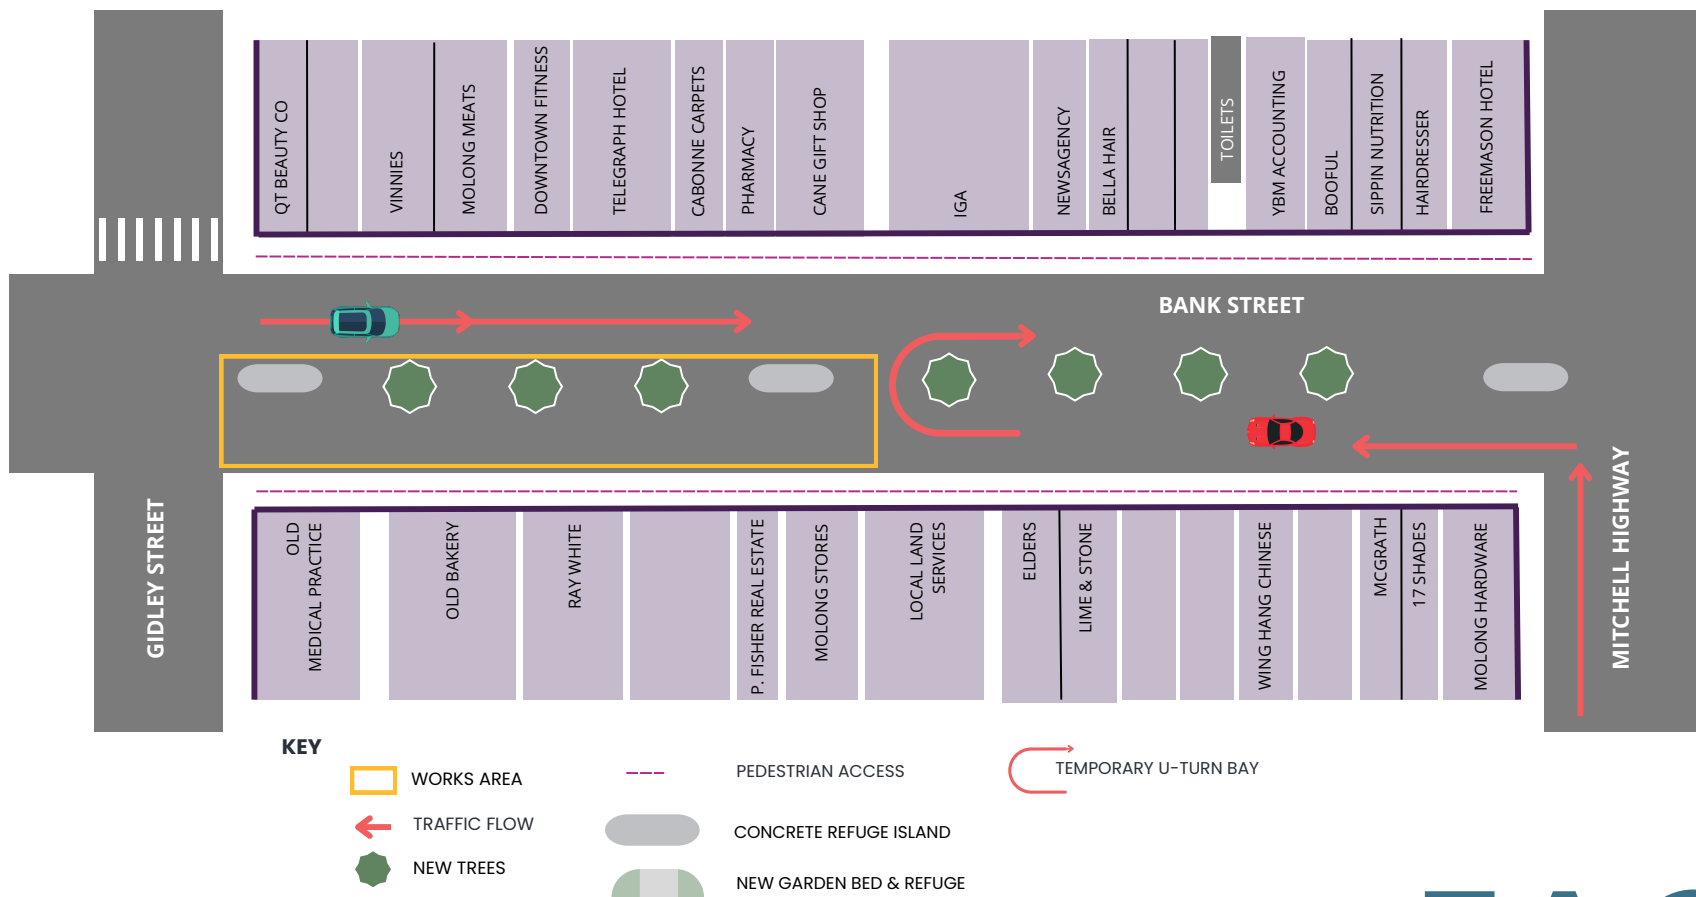 QT BEAUTY CO
VINNIES
MOLONG MEATS
DOWNTOWN FITNESS
TELEGRAPH HOTEL
CABONNE CARPETS
PHARMACY
CANE GIFT SHOP
IGA
NEWSAGENCY
BELLA HAIR
TOILETS
YBM ACCOUNTING
BOOFUL
SIPPIN NUTRITION
HAIRDRESSER
FREEMASON HOTEL
BANK STREET
GIDLEY STREET
MITCHELL HIGHWAY
OLD
MEDICAL PRACTICE
OLD BAKERY
RAY WHITE
P. FISHER REAL ESTATE
MOLONG STORES
LOCAL LAND
SERVICES
ELDERS
LIME & STONE
WING HANG CHINESE
MCGRATH
17 SHADES
MOLONG HARDWARE
KEY
WORKS AREA
TRAFFIC FLOW
NEW TREES
PEDESTRIAN ACCESS
CONCRETE REFUGE ISLAND
NEW GARDEN BED & REFUGE
TEMPORARY U-TURN BAY